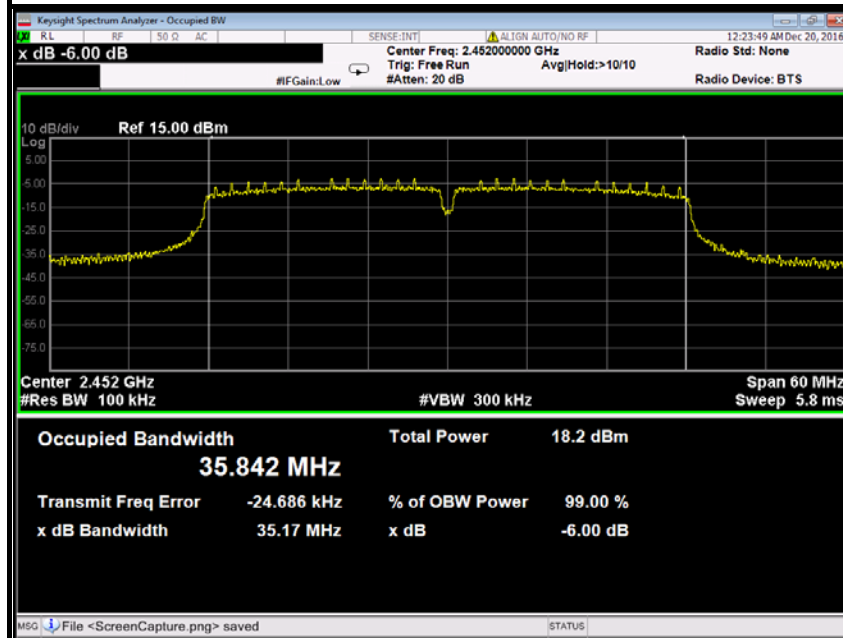 Keysight Spectrum Analyzer - Occupied BW
RL RF 50 Ω AC SENSE:INT ALIGN AUTO/NO RF 12:23:49 AM Dec 20, 2016
x dB -6.00 dB
Center Freq: 2.452000000 GHz
Radio Std: None
Trig: Free Run Avg|Hold:>10/10
#IFGain:Low #Atten: 20 dB Radio Device: BTS
10 dB/div Ref 15.00 dBm
Log
5.00
-5.00
-15.0
-25.0
-35.0
-45.0
-55.0
-65.0
-75.0
Center 2.452 GHz Span 60 MHz
#Res BW 100 kHz #VBW 300 kHz Sweep 5.8 ms
Occupied Bandwidth Total Power 18.2 dBm
35.842 MHz
Transmit Freq Error -24.686 kHz % of OBW Power 99.00 %
x dB Bandwidth 35.17 MHz x dB -6.00 dB
MSG File <ScreenCapture.png> saved STATUS